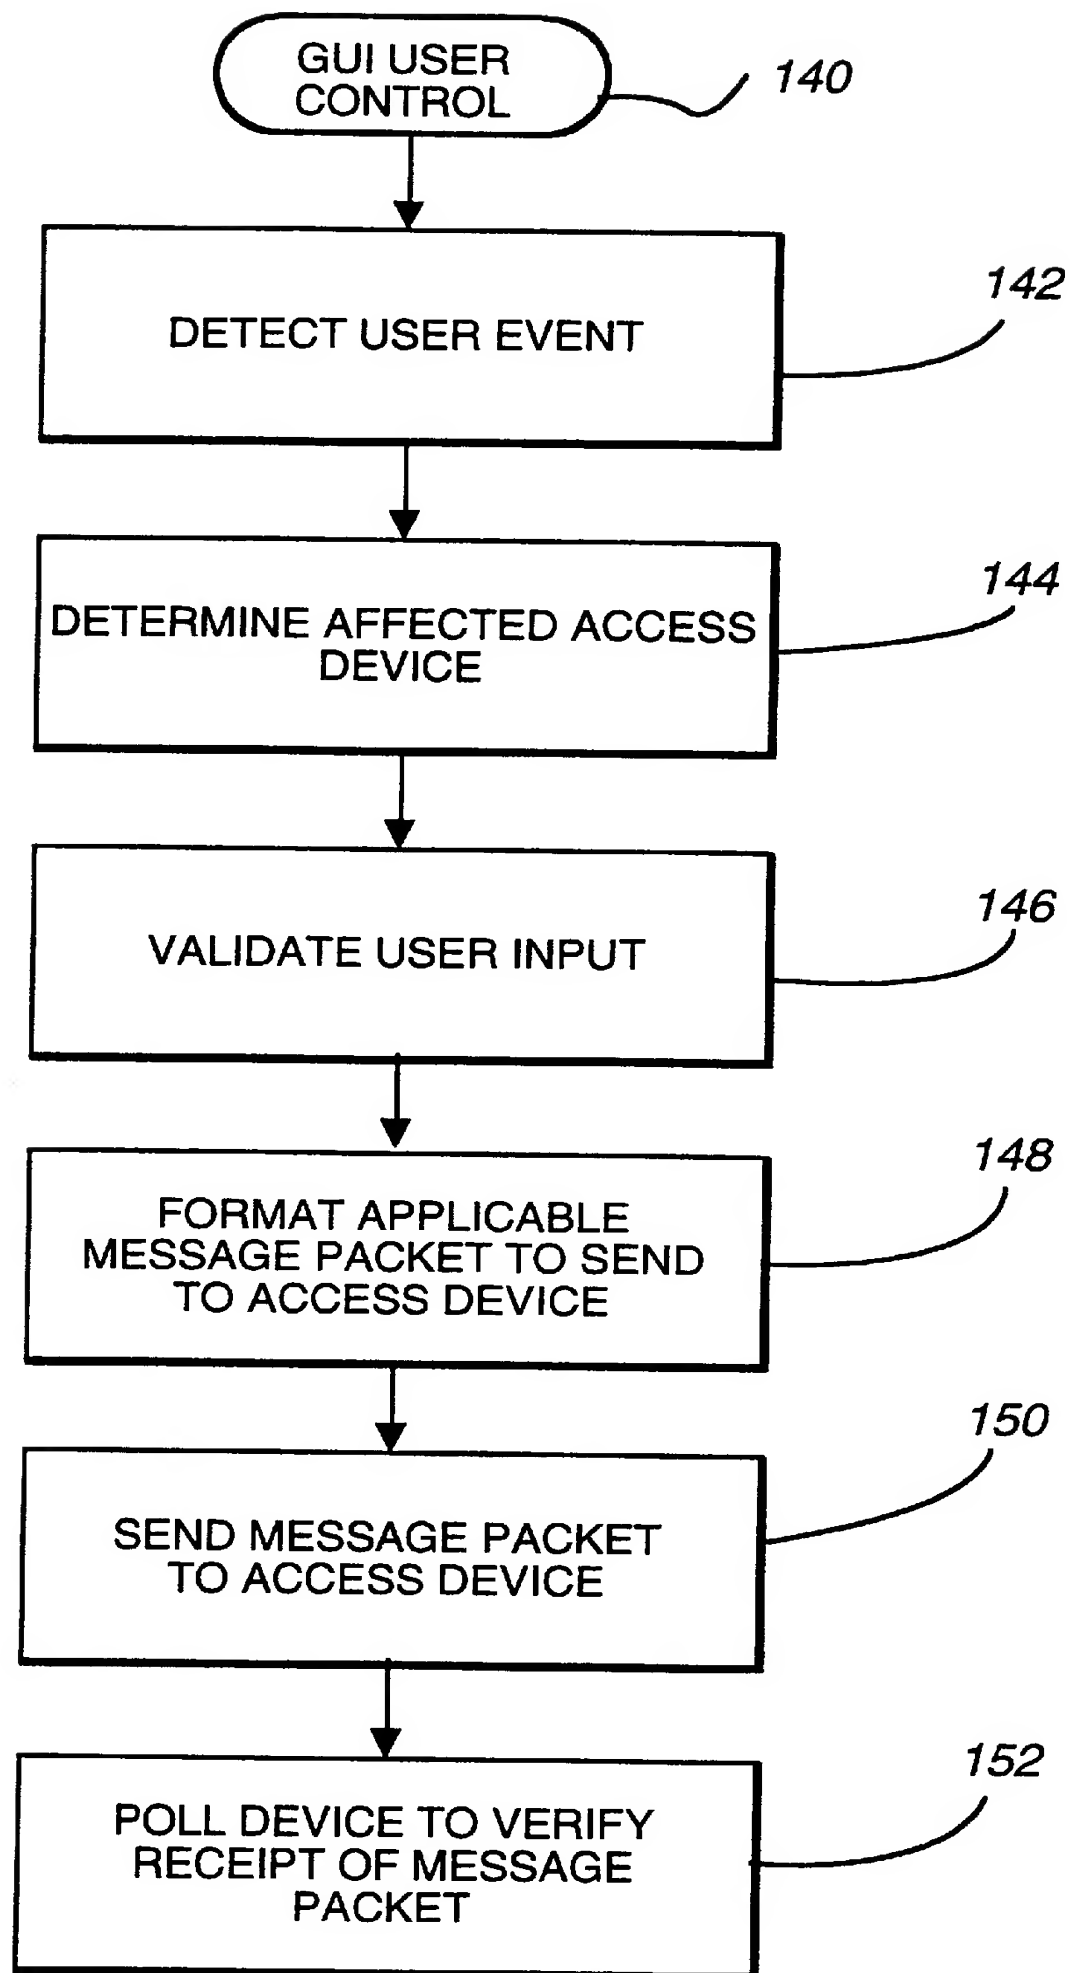 GUI USER
CONTROL
140
DETECT USER EVENT
142
DETERMINE AFFECTED ACCESS
DEVICE
144
VALIDATE USER INPUT
146
FORMAT APPLICABLE
MESSAGE PACKET TO SEND
TO ACCESS DEVICE
148
SEND MESSAGE PACKET
TO ACCESS DEVICE
150
POLL DEVICE TO VERIFY
RECEIPT OF MESSAGE
PACKET
152